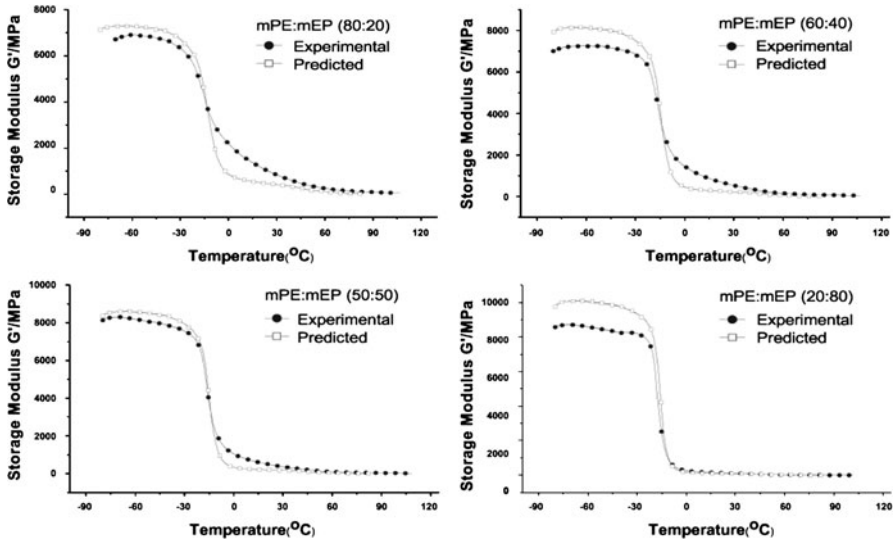 mPE:mEP (80:20)
Experimental
Predicted
Storage Modulus G'/MPa
8000
6000
4000
2000
0
-90 -60 -30 0 30 60 90 120
Temperature(°C)
mPE:mEP (60:40)
Experimental
Predicted
Storage Modulus G'/MPa
8000
6000
4000
2000
0
-90 -60 -30 0 30 60 90 120
Temperature(°C)
mPE:mEP (50:50)
Experimental
Predicted
Storage Modulus G'/MPa
10000
8000
6000
4000
2000
0
-90 -60 -30 0 30 60 90 120
Temperature(°C)
mPE:mEP (20:80)
Experimental
Predicted
Storage Modulus G'/MPa
10000
8000
6000
4000
2000
0
-90 -60 -30 0 30 60 90 120
Temperature(°C)